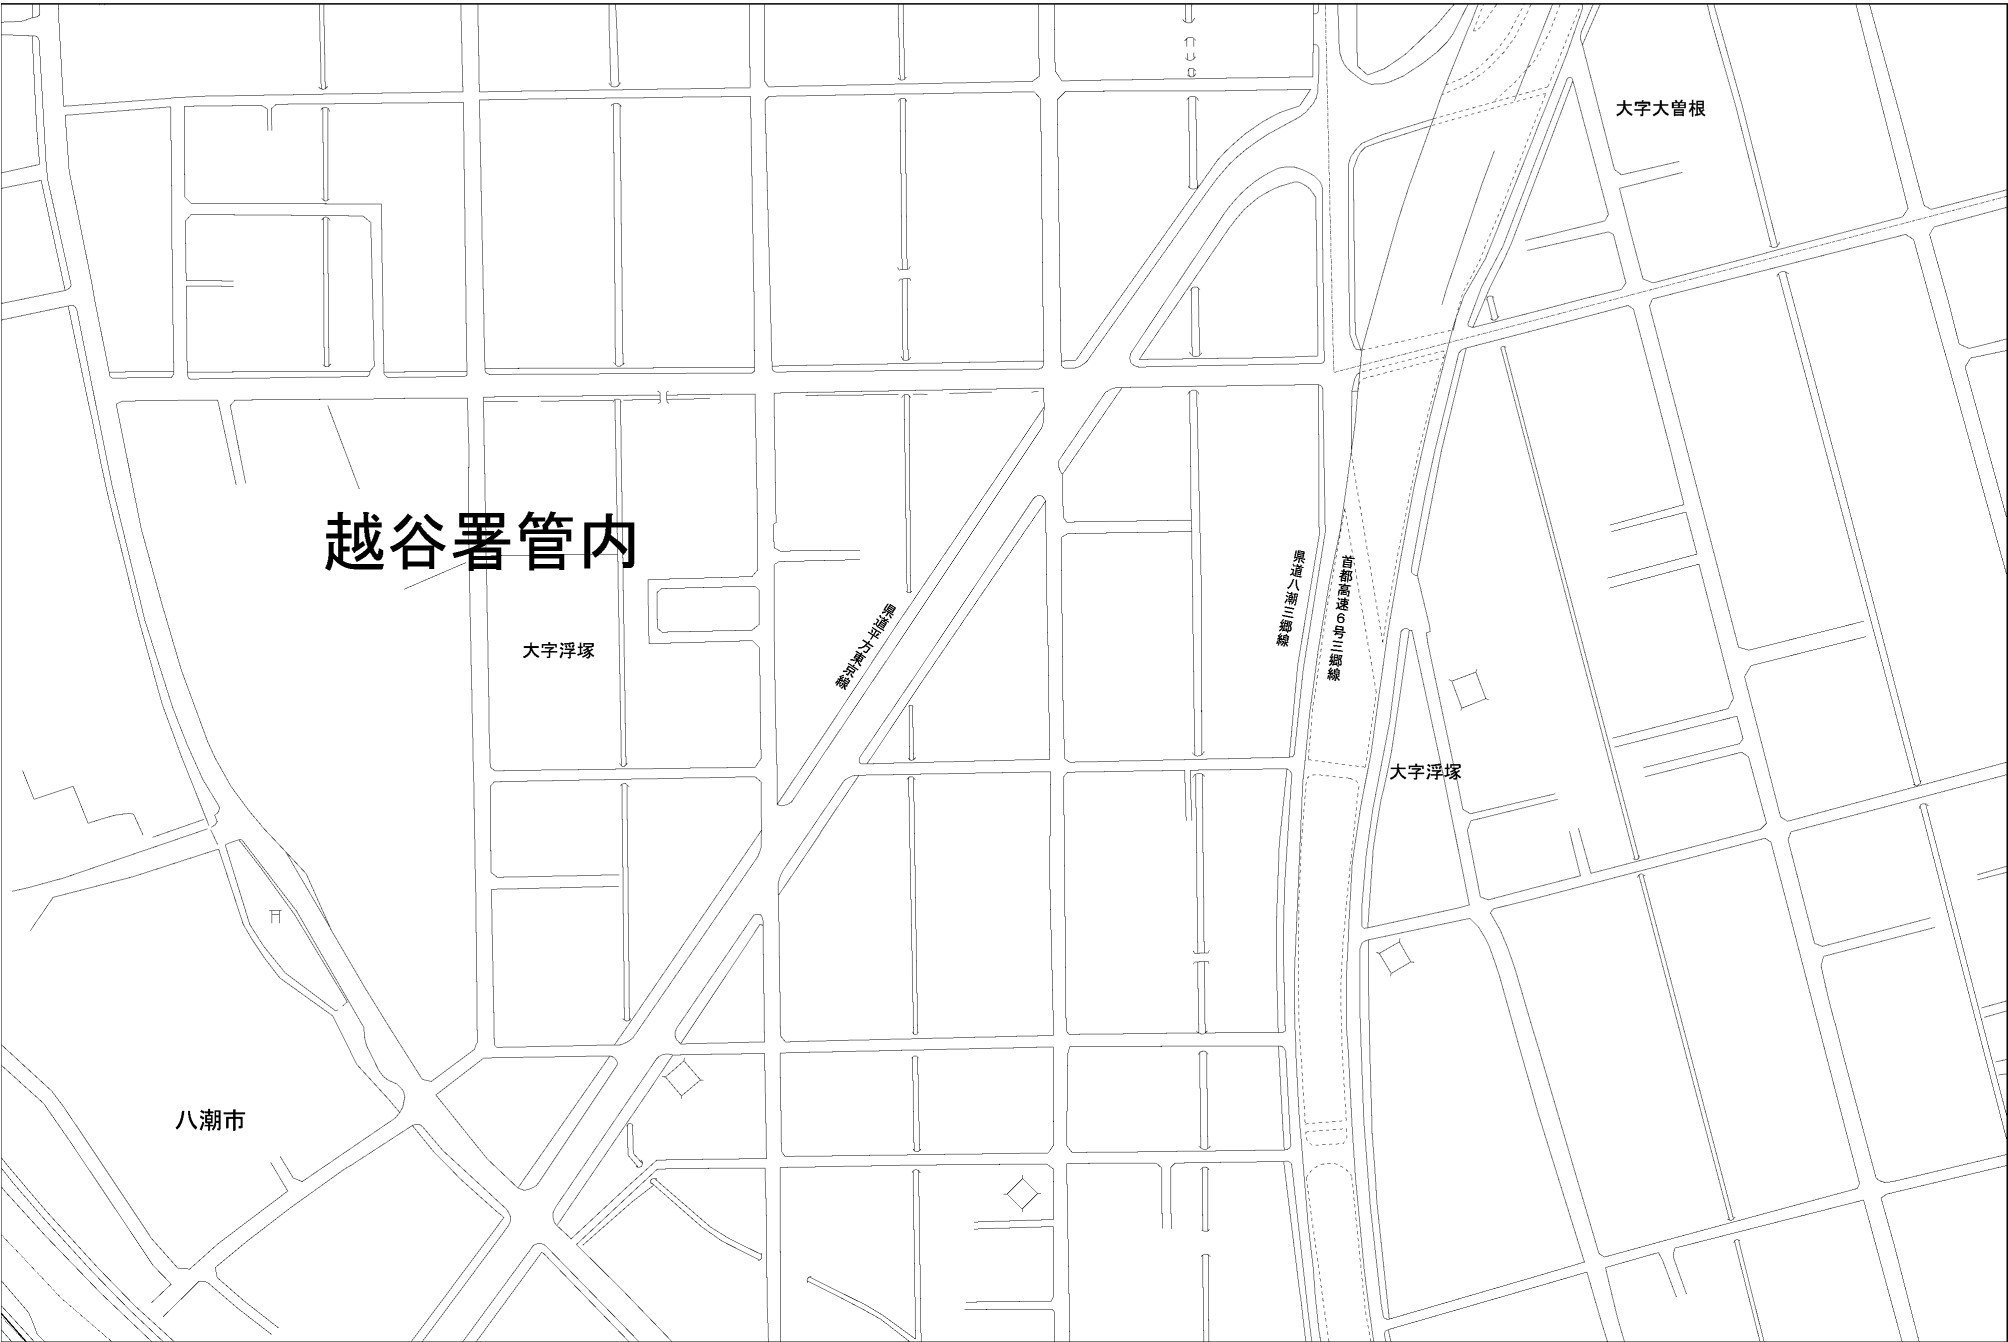 大字大曽根
越谷署管内
県道八潮三郷線
首都高速6号三郷線
県道平方東京線
大字浮塚
大字浮塚
八潮市